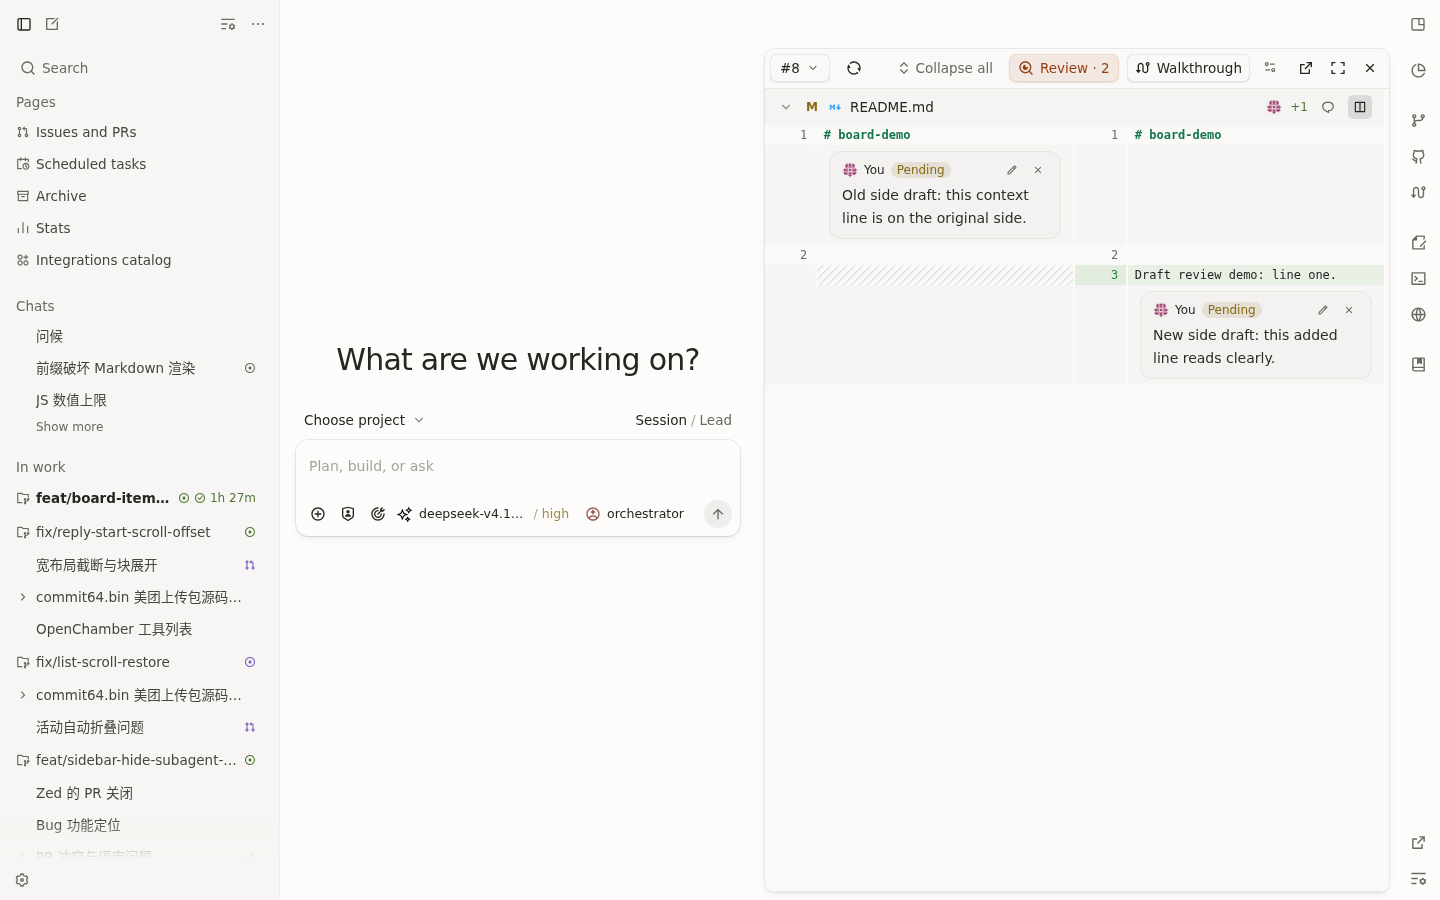 Search
Pages
Issues and PRs
Scheduled tasks
Archive
Stats
Integrations catalog
Chats
问候
前缀破坏 Markdown 渲染
JS 数值上限
Show more
In work
feat/board-item... 1h 27m
fix/reply-start-scroll-offset
宽布局截断与块展开
commit64.bin 美团上传包源码...
OpenChamber 工具列表
fix/list-scroll-restore
commit64.bin 美团上传包源码...
活动自动折叠问题
feat/sidebar-hide-subagent-...
Zed 的 PR 关闭
Bug 功能定位
PR 冲突与评审问题
What are we working on?
Choose project
Session / Lead
Plan, build, or ask
deepseek-v4.1... / high
orchestrator
#8
Collapse all
Review · 2
Walkthrough
M README.md +1
1 # board-demo
1 # board-demo
You Pending
Old side draft: this context
line is on the original side.
2
2
3 Draft review demo: line one.
You Pending
New side draft: this added
line reads clearly.